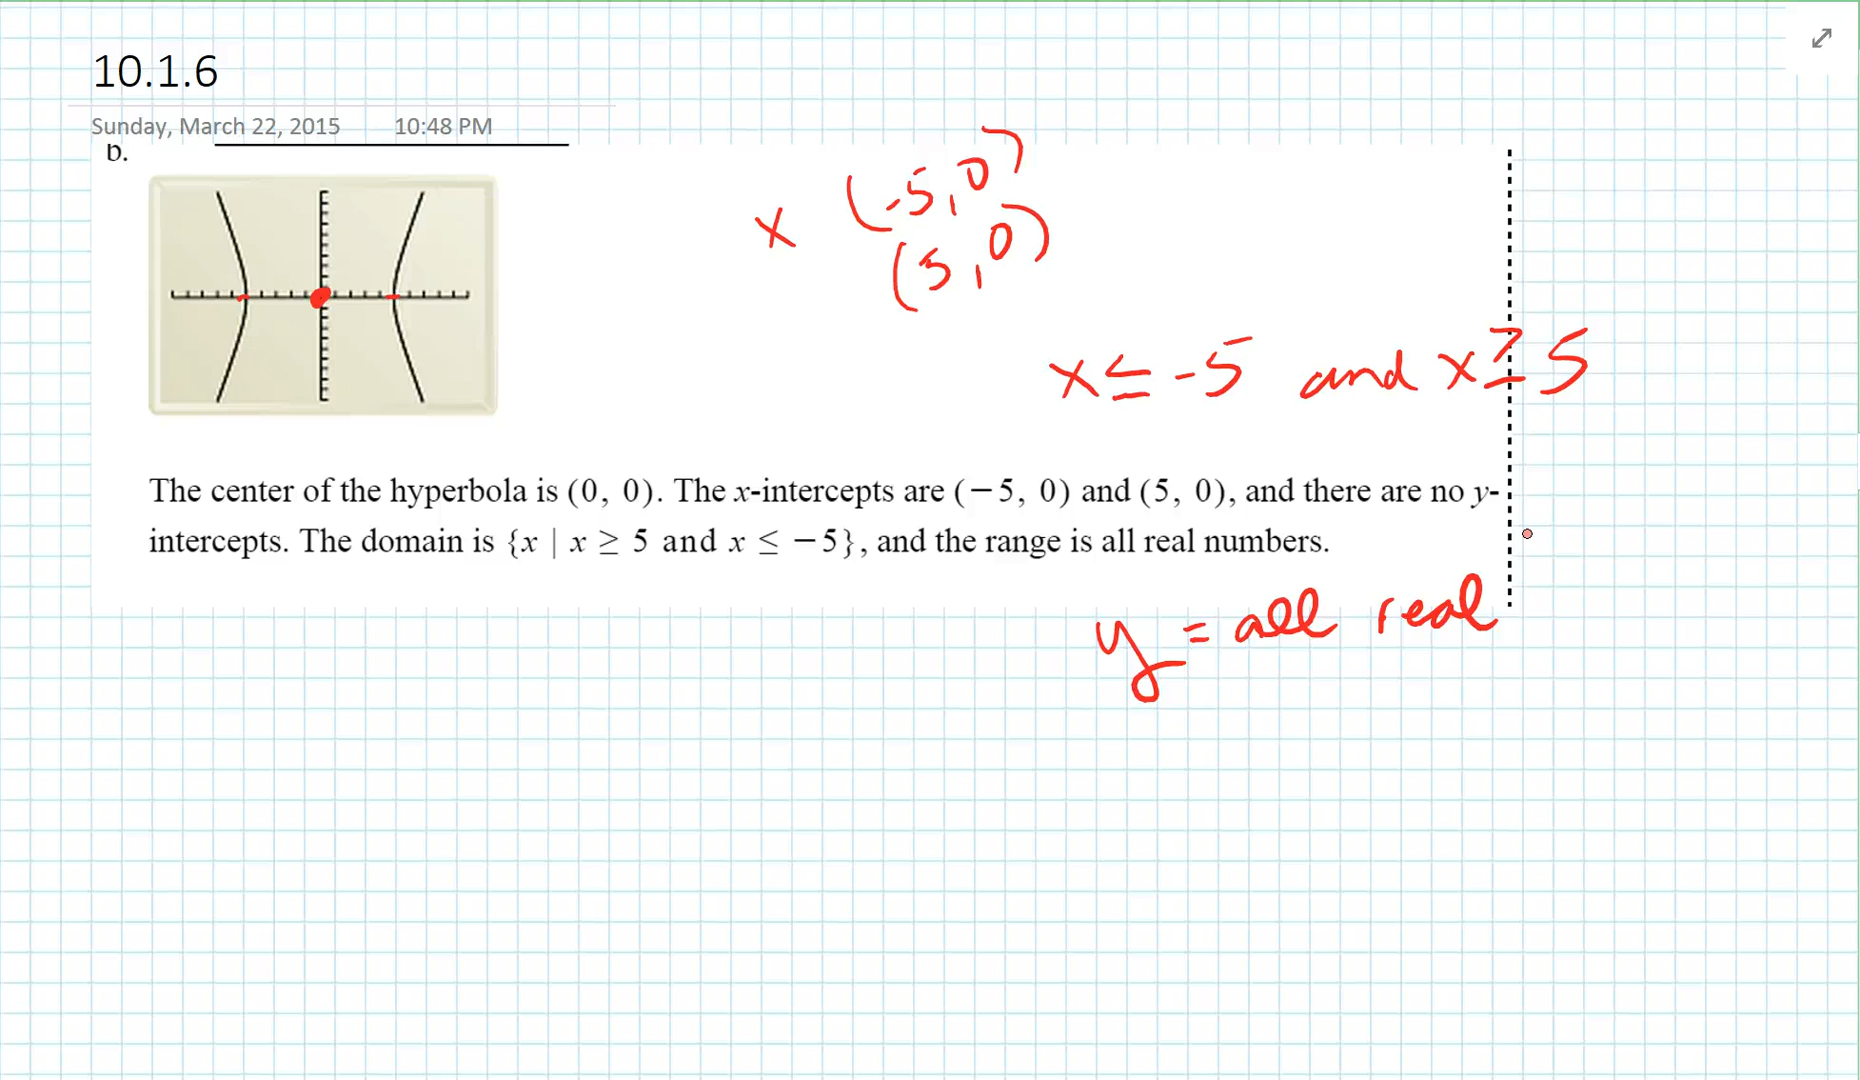 10.1.6
Sunday, March 22, 2015 10:48 PM
b.
x (-5,0)
(5,0)
x ≤ -5 and x ≥ 5
The center of the hyperbola is (0, 0). The x-intercepts are (−5, 0) and (5, 0), and there are no y-
intercepts. The domain is {x | x ≥ 5 and x ≤ −5}, and the range is all real numbers.
y = all real